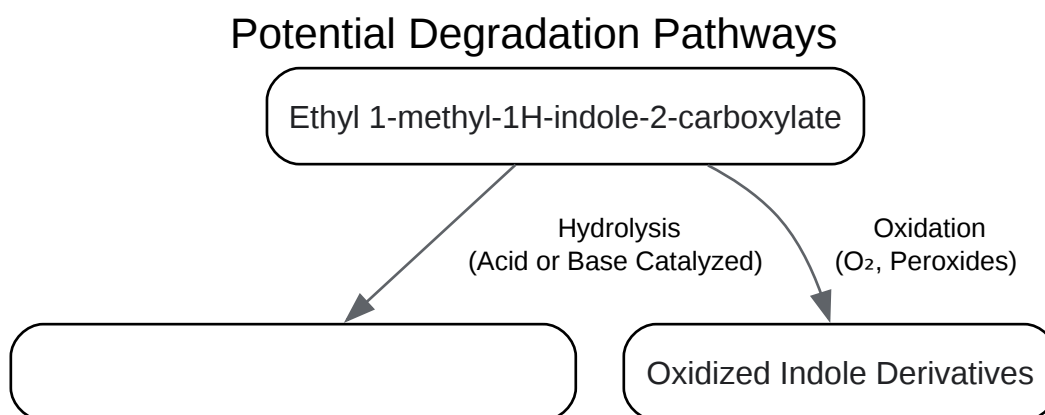 Potential Degradation Pathways
Ethyl 1-methyl-1H-indole-2-carboxylate
Hydrolysis
(Acid or Base Catalyzed)
Oxidation
(O₂, Peroxides)
Oxidized Indole Derivatives